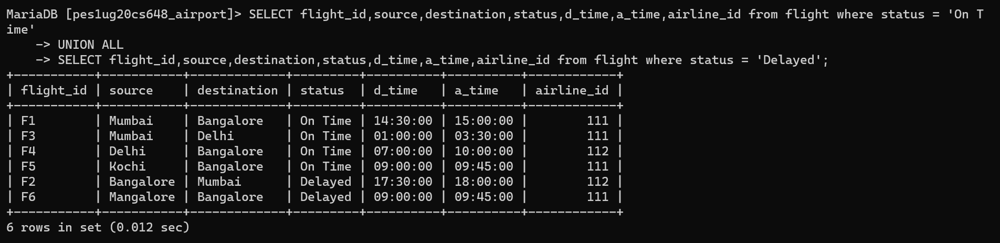 MariaDB [pes1ug20cs648_airport]> SELECT flight_id,source,destination,status,d_time,a_time,airline_id from flight where status = 'On T
ime'
    -> UNION ALL
    -> SELECT flight_id,source,destination,status,d_time,a_time,airline_id from flight where status = 'Delayed';
+-----------+-----------+-------------+---------+----------+----------+------------+
| flight_id | source    | destination | status  | d_time   | a_time   | airline_id |
+-----------+-----------+-------------+---------+----------+----------+------------+
| F1        | Mumbai    | Bangalore   | On Time | 14:30:00 | 15:00:00 |        111 |
| F3        | Mumbai    | Delhi       | On Time | 01:00:00 | 03:30:00 |        111 |
| F4        | Delhi     | Bangalore   | On Time | 07:00:00 | 10:00:00 |        112 |
| F5        | Kochi     | Bangalore   | On Time | 09:00:00 | 09:45:00 |        111 |
| F2        | Bangalore | Mumbai      | Delayed | 17:30:00 | 18:00:00 |        112 |
| F6        | Mangalore | Bangalore   | Delayed | 09:00:00 | 09:45:00 |        111 |
+-----------+-----------+-------------+---------+----------+----------+------------+
6 rows in set (0.012 sec)